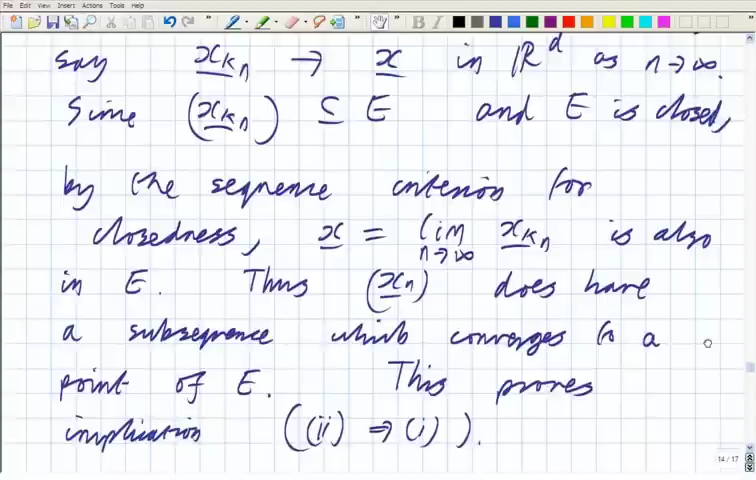 File Edit View Insert Actions Tools Help
say x_{k_n} → x in ℝ^d as n→∞.
Since (x_{k_n}) ⊆ E and E is closed,
by the sequence criterion for
closedness, x = lim_{n→∞} x_{k_n} is also
in E. Thus (x_n) does have
a subsequence which converges to a
point of E. This proves
implication ((ii) ⇒ (i)).
14 / 17